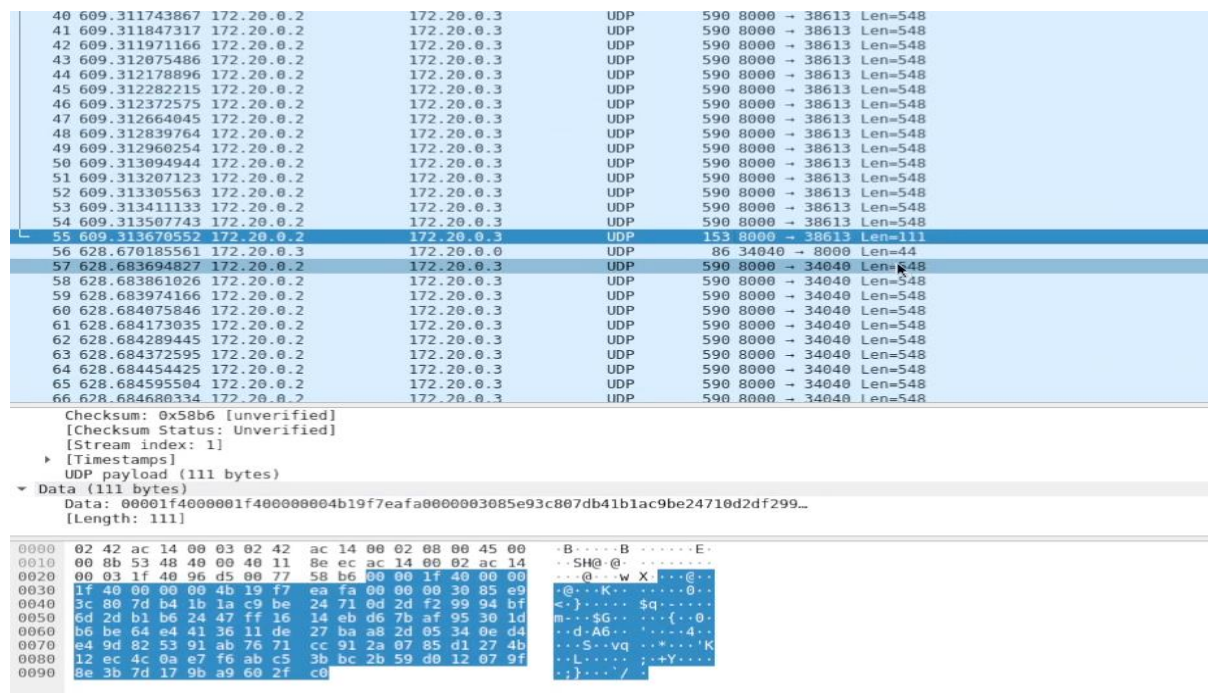 40 609.311743867 172.20.0.2 172.20.0.3 UDP 590 8000 → 38613 Len=548
41 609.311847317 172.20.0.2 172.20.0.3 UDP 590 8000 → 38613 Len=548
42 609.311971166 172.20.0.2 172.20.0.3 UDP 590 8000 → 38613 Len=548
43 609.312075486 172.20.0.2 172.20.0.3 UDP 590 8000 → 38613 Len=548
44 609.312178896 172.20.0.2 172.20.0.3 UDP 590 8000 → 38613 Len=548
45 609.312282215 172.20.0.2 172.20.0.3 UDP 590 8000 → 38613 Len=548
46 609.312372575 172.20.0.2 172.20.0.3 UDP 590 8000 → 38613 Len=548
47 609.312664045 172.20.0.2 172.20.0.3 UDP 590 8000 → 38613 Len=548
48 609.312839764 172.20.0.2 172.20.0.3 UDP 590 8000 → 38613 Len=548
49 609.312960254 172.20.0.2 172.20.0.3 UDP 590 8000 → 38613 Len=548
50 609.313094944 172.20.0.2 172.20.0.3 UDP 590 8000 → 38613 Len=548
51 609.313207123 172.20.0.2 172.20.0.3 UDP 590 8000 → 38613 Len=548
52 609.313305563 172.20.0.2 172.20.0.3 UDP 590 8000 → 38613 Len=548
53 609.313411133 172.20.0.2 172.20.0.3 UDP 590 8000 → 38613 Len=548
54 609.313507743 172.20.0.2 172.20.0.3 UDP 590 8000 → 38613 Len=548
55 609.313670552 172.20.0.2 172.20.0.3 UDP 153 8000 → 38613 Len=111
56 628.670185561 172.20.0.3 172.20.0.0 UDP 86 34040 → 8000 Len=44
57 628.683694827 172.20.0.2 172.20.0.3 UDP 590 8000 → 34040 Len=548
58 628.683861026 172.20.0.2 172.20.0.3 UDP 590 8000 → 34040 Len=548
59 628.683974166 172.20.0.2 172.20.0.3 UDP 590 8000 → 34040 Len=548
60 628.684075846 172.20.0.2 172.20.0.3 UDP 590 8000 → 34040 Len=548
61 628.684173035 172.20.0.2 172.20.0.3 UDP 590 8000 → 34040 Len=548
62 628.684289445 172.20.0.2 172.20.0.3 UDP 590 8000 → 34040 Len=548
63 628.684372595 172.20.0.2 172.20.0.3 UDP 590 8000 → 34040 Len=548
64 628.684454425 172.20.0.2 172.20.0.3 UDP 590 8000 → 34040 Len=548
65 628.684595504 172.20.0.2 172.20.0.3 UDP 590 8000 → 34040 Len=548
66 628.684680334 172.20.0.2 172.20.0.3 UDP 590 8000 → 34040 Len=548
Checksum: 0x58b6 [unverified]
[Checksum Status: Unverified]
[Stream index: 1]
[Timestamps]
UDP payload (111 bytes)
Data (111 bytes)
Data: 00001f4000001f400000004b19f7eafa0000003085e93c807db41b1ac9be24710d2df299…
[Length: 111]
0000 02 42 ac 14 00 03 02 42 ac 14 00 02 08 00 45 00 ·B·····B ······E·
0010 00 8b 53 48 40 00 40 11 8e ec ac 14 00 02 ac 14 ··SH@·@· ········
0020 00 03 1f 40 96 d5 00 77 58 b6 00 00 1f 40 00 00 ···@···w X····@··
0030 1f 40 00 00 00 4b 19 f7 ea fa 00 00 00 30 85 e9 ·@···K·· ·····0··
0040 3c 80 7d b4 1b 1a c9 be 24 71 0d 2d f2 99 94 bf <·}····· $q·-····
0050 6d 2d b1 b6 24 47 ff 16 14 eb d6 7b af 95 30 1d m-··$G·· ···{··0·
0060 b6 be 64 e4 41 36 11 de 27 ba a8 2d 05 34 0e d4 ··d·A6·· '··-·4··
0070 e4 9d 82 53 91 ab 76 71 cc 91 2a 07 85 d1 27 4b ···S··vq ··*···'K
0080 12 ec 4c 0a e7 f6 ab c5 3b bc 2b 59 d0 12 07 9f ··L····· ;·+Y····
0090 8e 3b 7d 17 9b a9 60 2f c0 ·;}···`/ ·